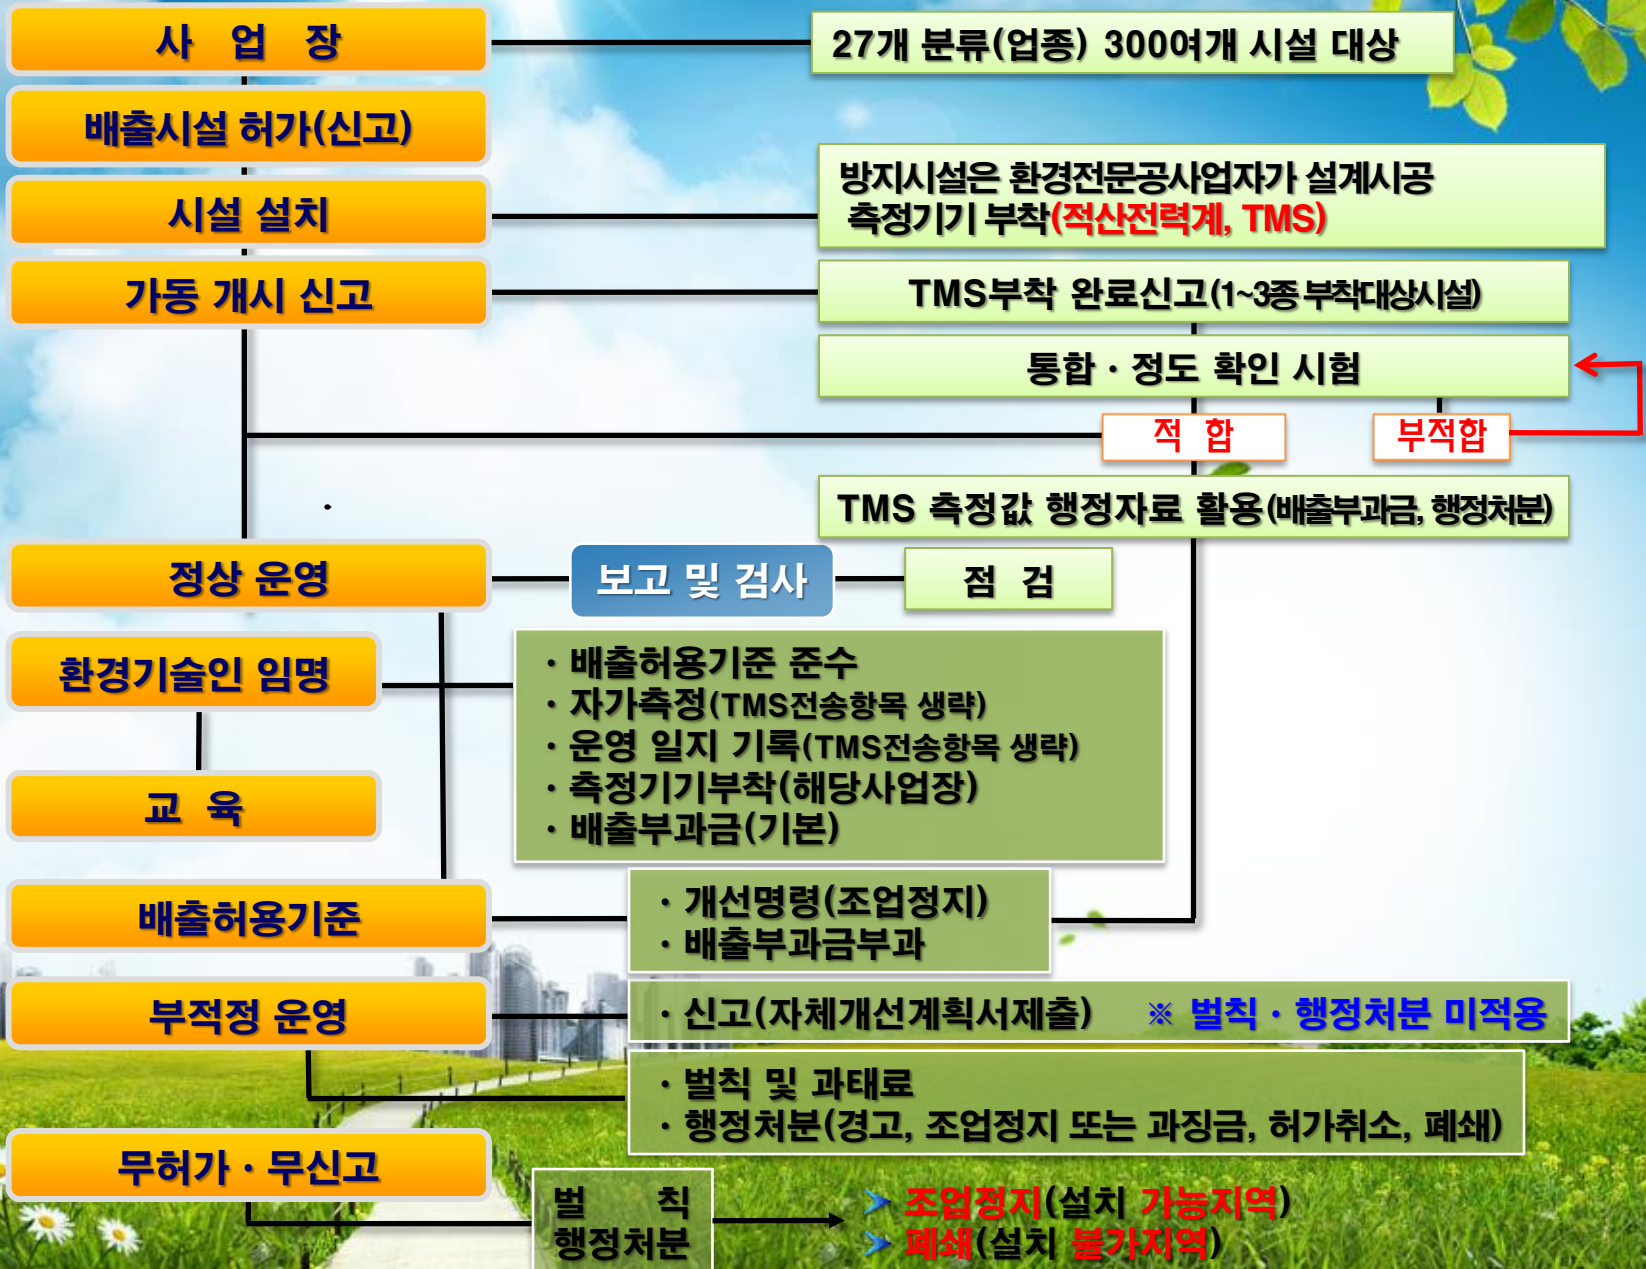 사 업 장
27개 분류(업종) 300여개 시설 대상
배출시설 허가(신고)
시설 설치
방지시설은 환경전문공사업자가 설계시공
측정기기 부착(적산전력계, TMS)
가동 개시 신고
TMS부착 완료신고(1~3종 부착대상시설)
통합 · 정도 확인 시험
적 합
부적합
TMS 측정값 행정자료 활용(배출부과금, 행정처분)
정상 운영
보고 및 검사
점 검
환경기술인 임명
· 배출허용기준 준수
· 자가측정(TMS전송항목 생략)
· 운영 일지 기록(TMS전송항목 생략)
· 측정기기부착(해당사업장)
· 배출부과금(기본)
교 육
배출허용기준
· 개선명령(조업정지)
· 배출부과금부과
부적정 운영
· 신고(자체개선계획서제출) ※ 벌칙 · 행정처분 미적용
· 벌칙 및 과태료
· 행정처분(경고, 조업정지 또는 과징금, 허가취소, 폐쇄)
무허가 · 무신고
벌 칙
행정처분
➢ 조업정지(설치 가능지역)
➢ 폐쇄(설치 불가지역)